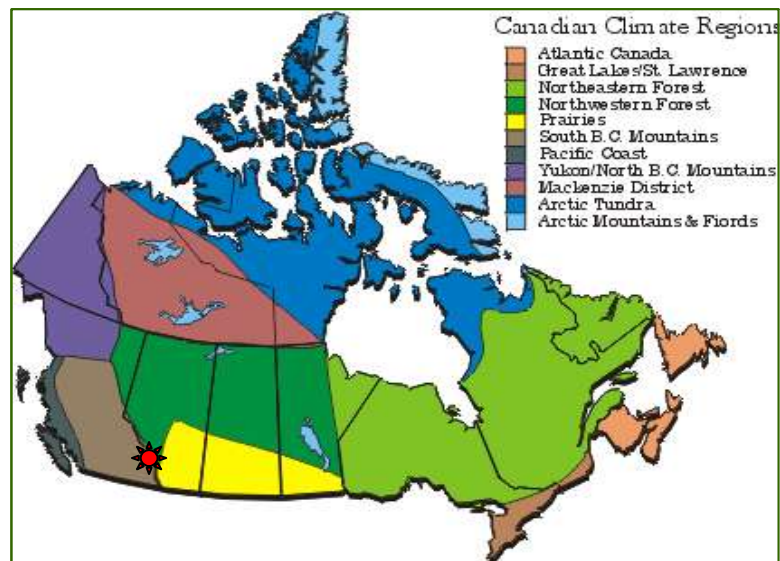 Canadian Climate Regions
Atlantic Canada
Great Lakes/St. Lawrence
Northeastern Forest
Northwestern Forest
Prairies
South B.C. Mountains
Pacific Coast
Yukon/North B.C. Mountains
Mackenzie District
Arctic Tundra
Arctic Mountains & Fiords